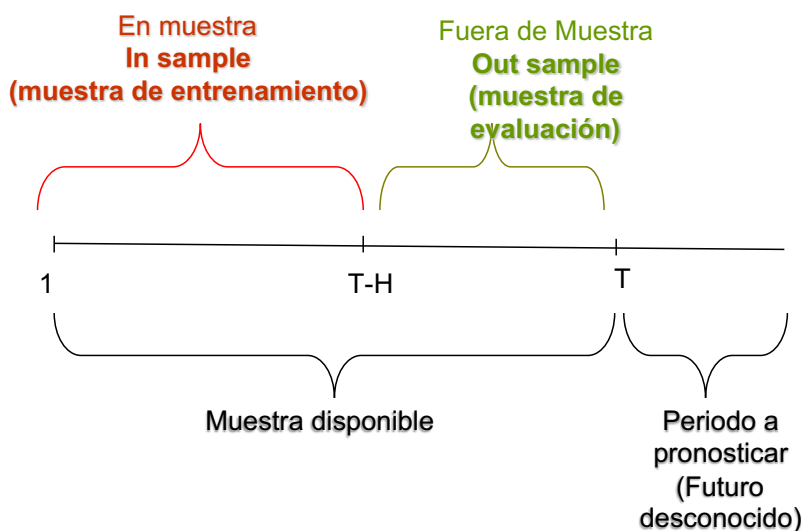 En muestra
In sample
(muestra de entrenamiento)
Fuera de Muestra
Out sample
(muestra de
evaluación)
1
T-H
T
Muestra disponible
Periodo a
pronosticar
(Futuro
desconocido)